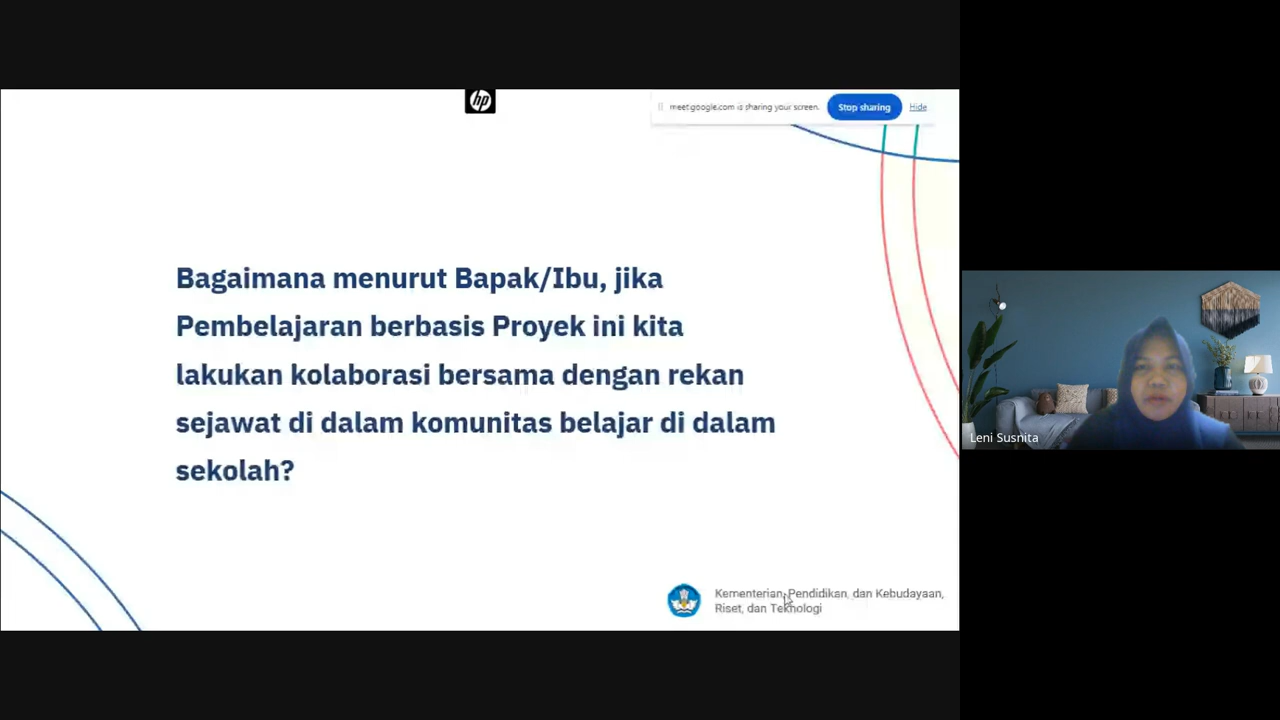 hp
meet.google.com is sharing your screen.
Stop sharing
Hide
Bagaimana menurut Bapak/Ibu, jika
Pembelajaran berbasis Proyek ini kita
lakukan kolaborasi bersama dengan rekan
sejawat di dalam komunitas belajar di dalam
sekolah?
Leni Susnita
Kementerian, Pendidikan, dan Kebudayaan,
Riset, dan Teknologi